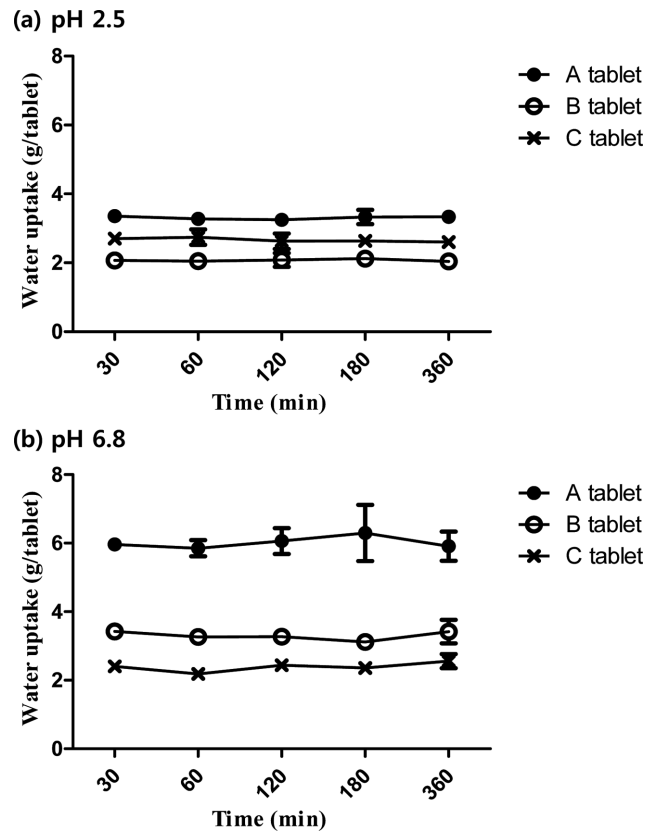 (a) pH 2.5
8
6
4
2
0
Water uptake (g/tablet)
30 60 120 180 360
Time (min)
A tablet
B tablet
C tablet
(b) pH 6.8
8
6
4
2
0
Water uptake (g/tablet)
30 60 120 180 360
Time (min)
A tablet
B tablet
C tablet